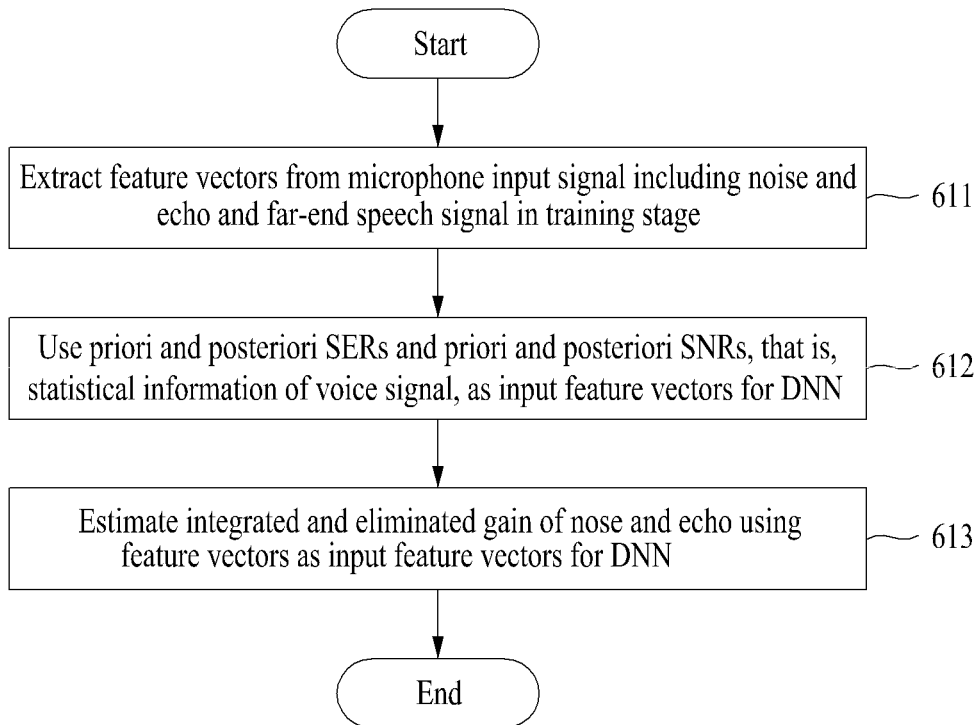 Start
Extract feature vectors from microphone input signal including noise and
echo and far-end speech signal in training stage
611
Use priori and posteriori SERs and priori and posteriori SNRs, that is,
statistical information of voice signal, as input feature vectors for DNN
612
Estimate integrated and eliminated gain of nose and echo using
feature vectors as input feature vectors for DNN
613
End